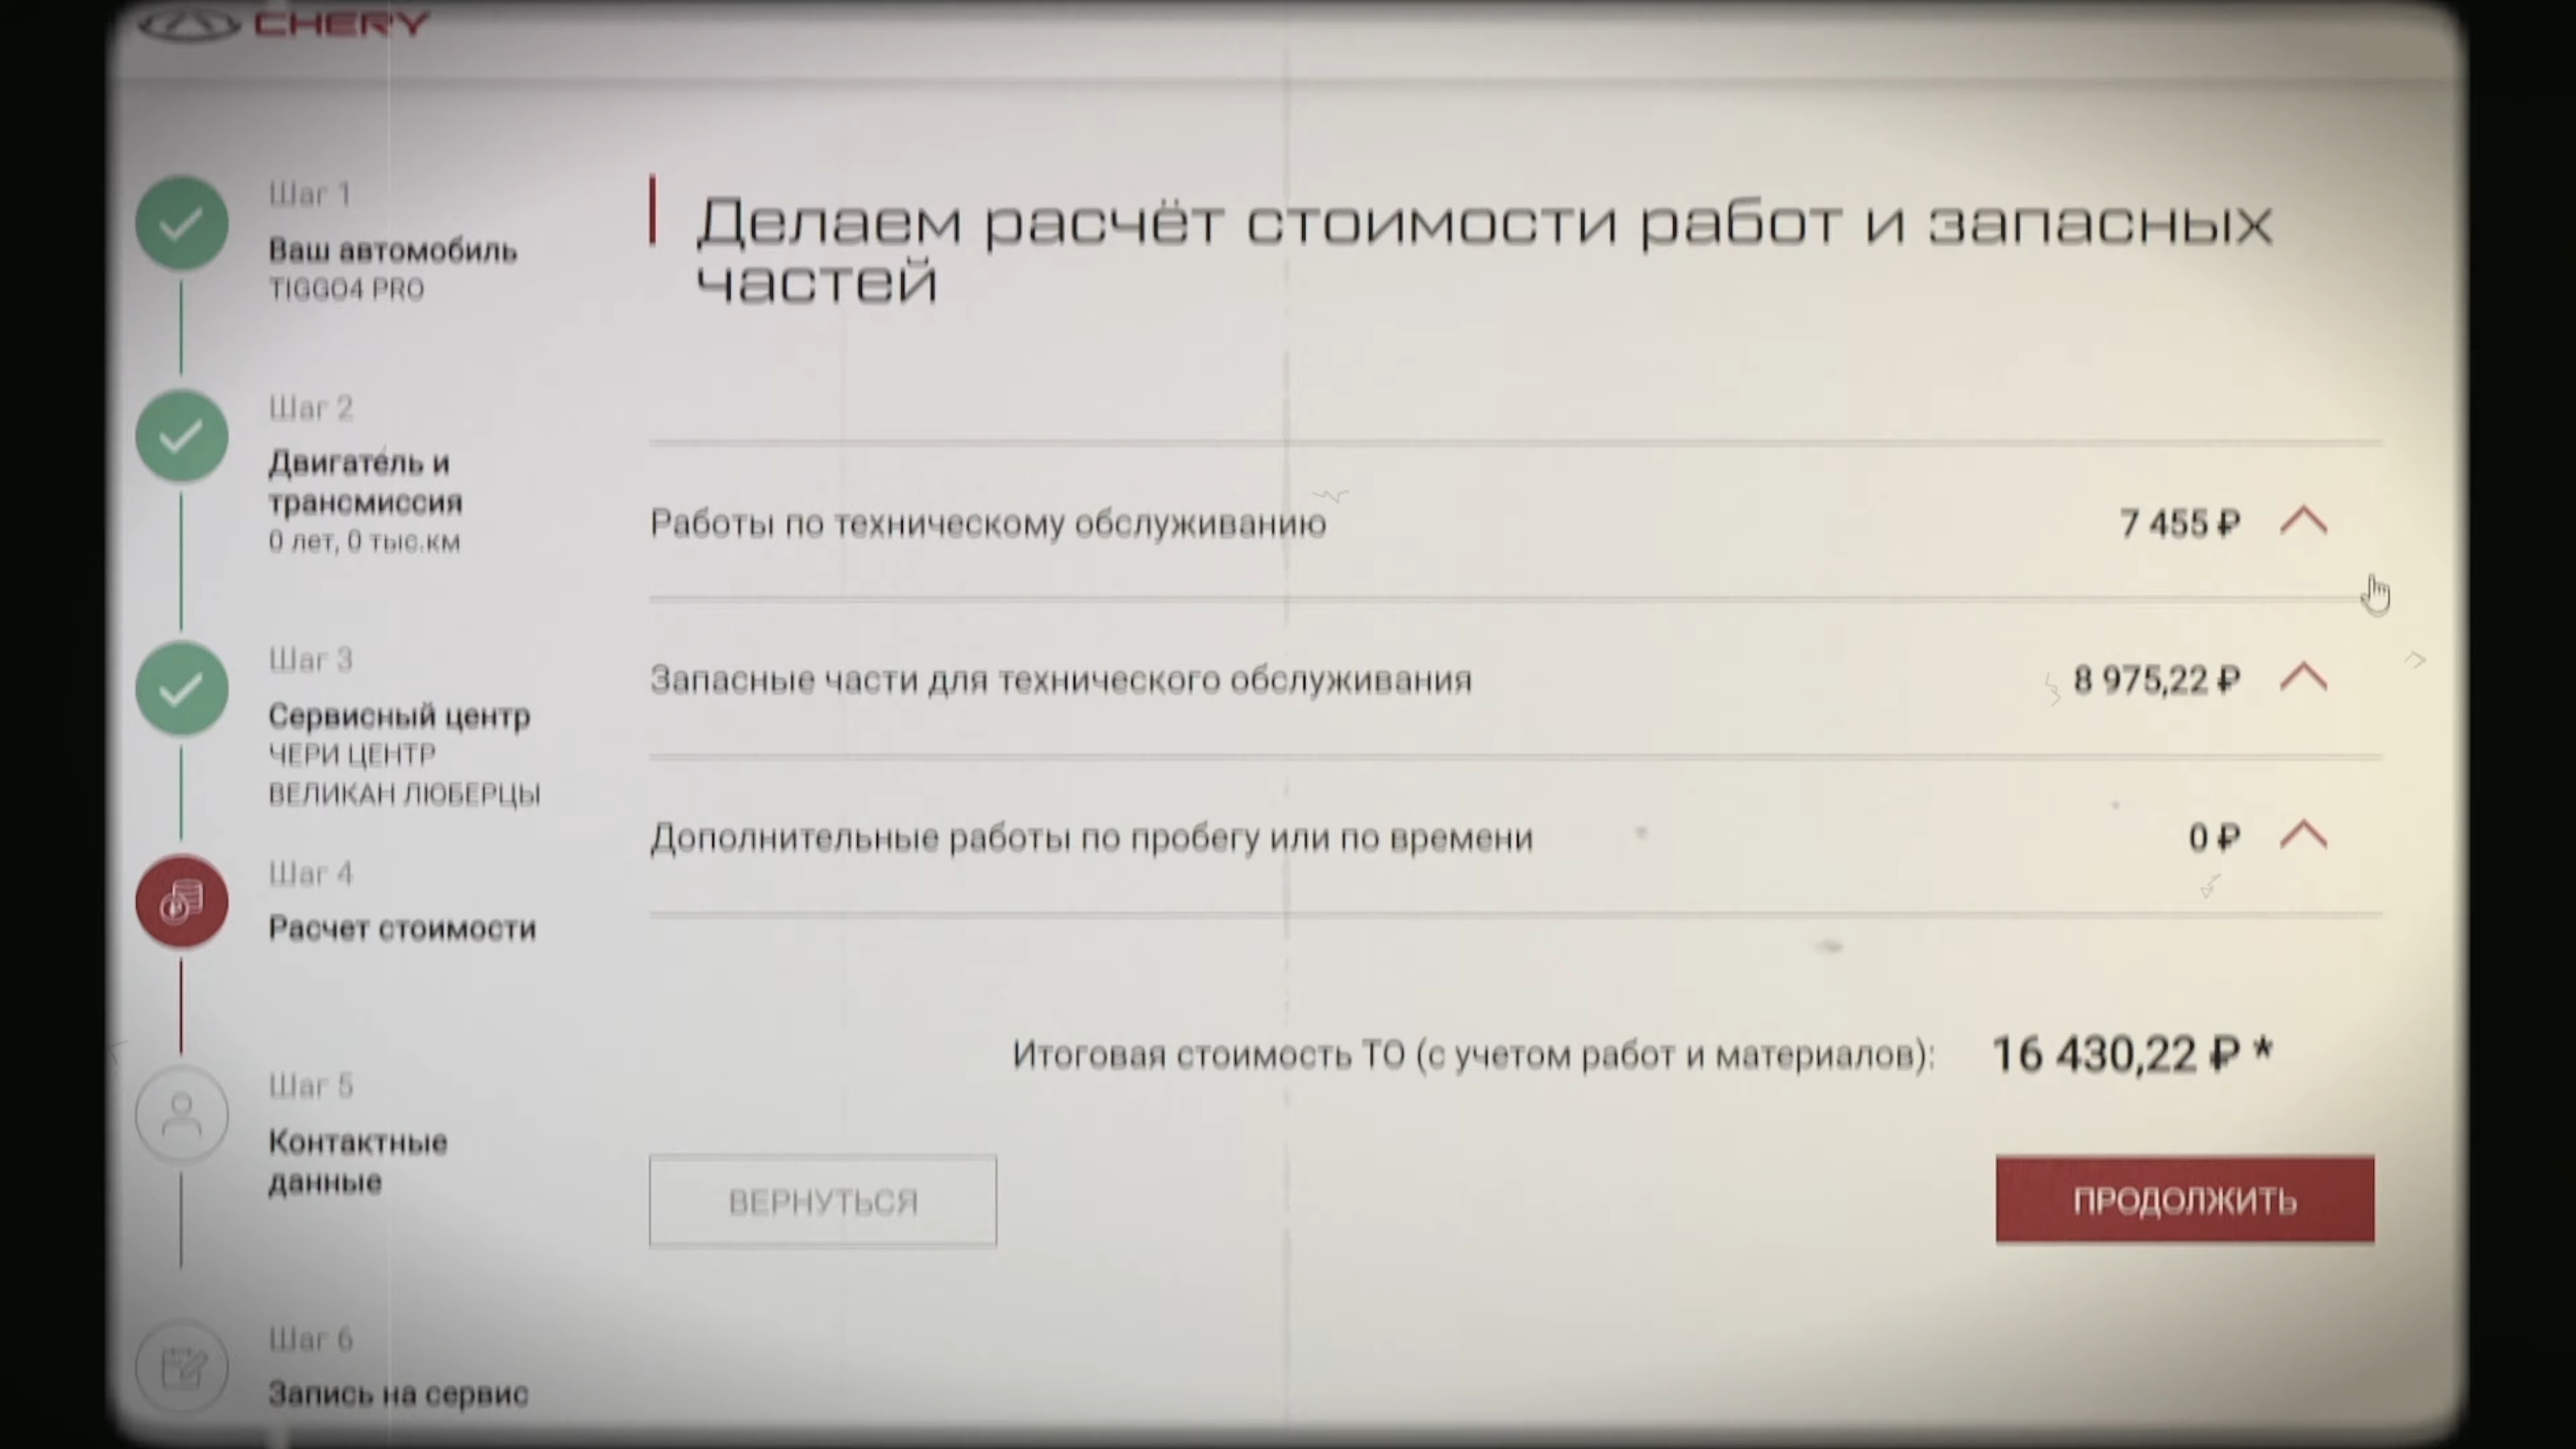 CHERY
Шаг 1
Ваш автомобиль
TIGGO4 PRO
Шаг 2
Двигатель и
трансмиссия
0 лет, 0 тыс.км
Шаг 3
Сервисный центр
ЧЕРИ ЦЕНТР
ВЕЛИКАН ЛЮБЕРЦЫ
Шаг 4
Расчет стоимости
Шаг 5
Контактные
данные
Шаг 6
Запись на сервис
Делаем расчёт стоимости работ и запасных
частей
Работы по техническому обслуживанию 7 455 ₽
Запасные части для технического обслуживания 8 975,22 ₽
Дополнительные работы по пробегу или по времени 0 ₽
Итоговая стоимость ТО (с учетом работ и материалов): 16 430,22 ₽ *
ВЕРНУТЬСЯ
ПРОДОЛЖИТЬ